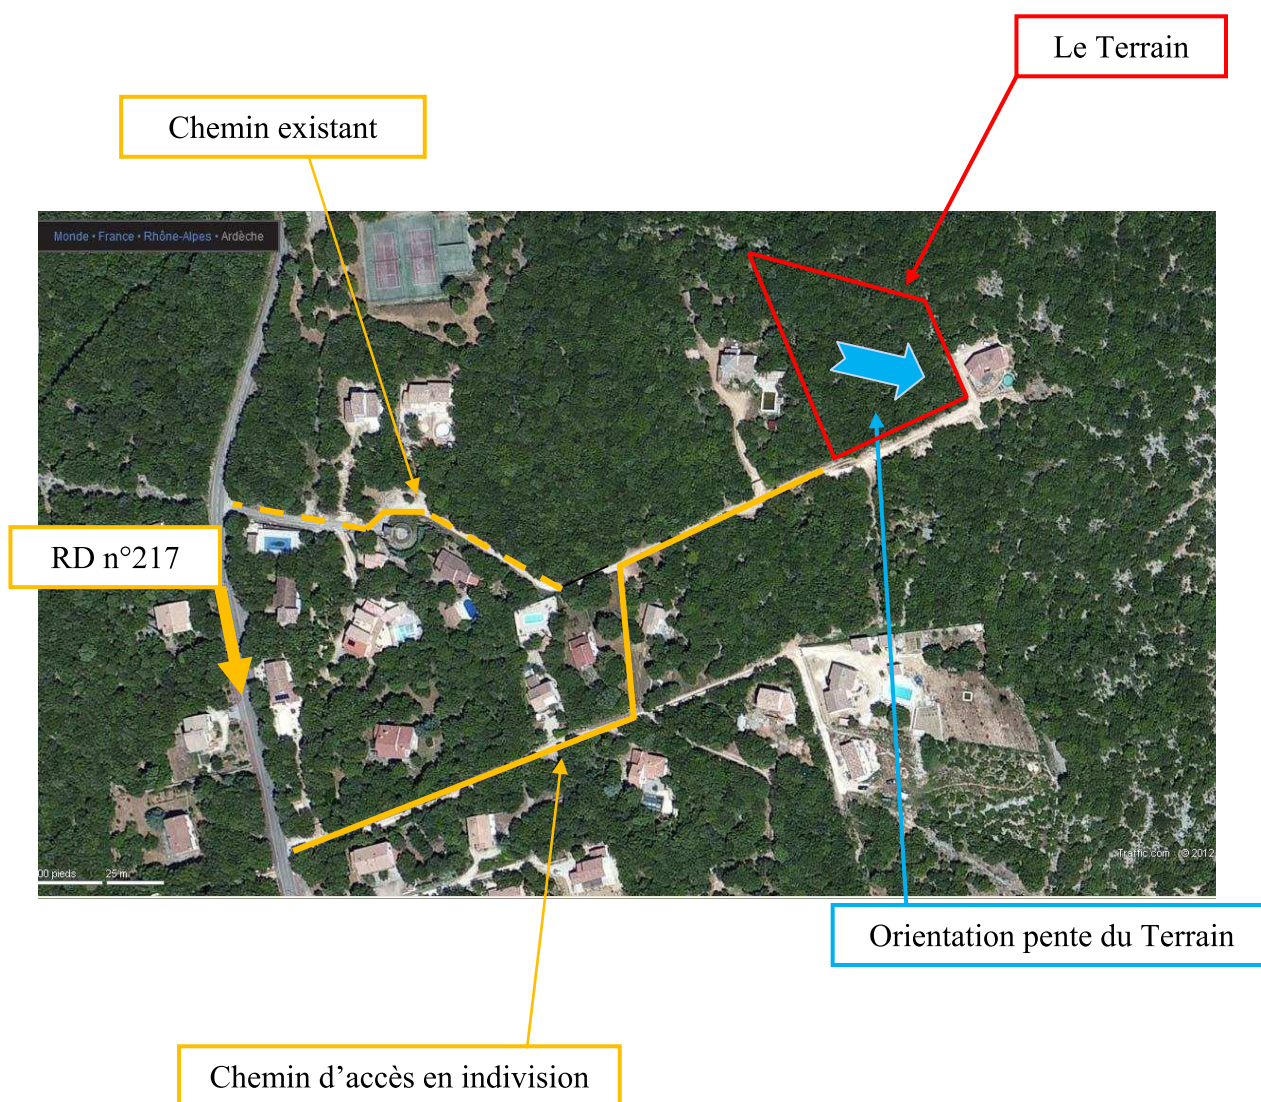 Le Terrain
Chemin existant
Monde • France • Rhône-Alpes • Ardèche
RD n°217
Traffic.com © 2012
00 pieds 25 m.
Orientation pente du Terrain
Chemin d’accès en indivision